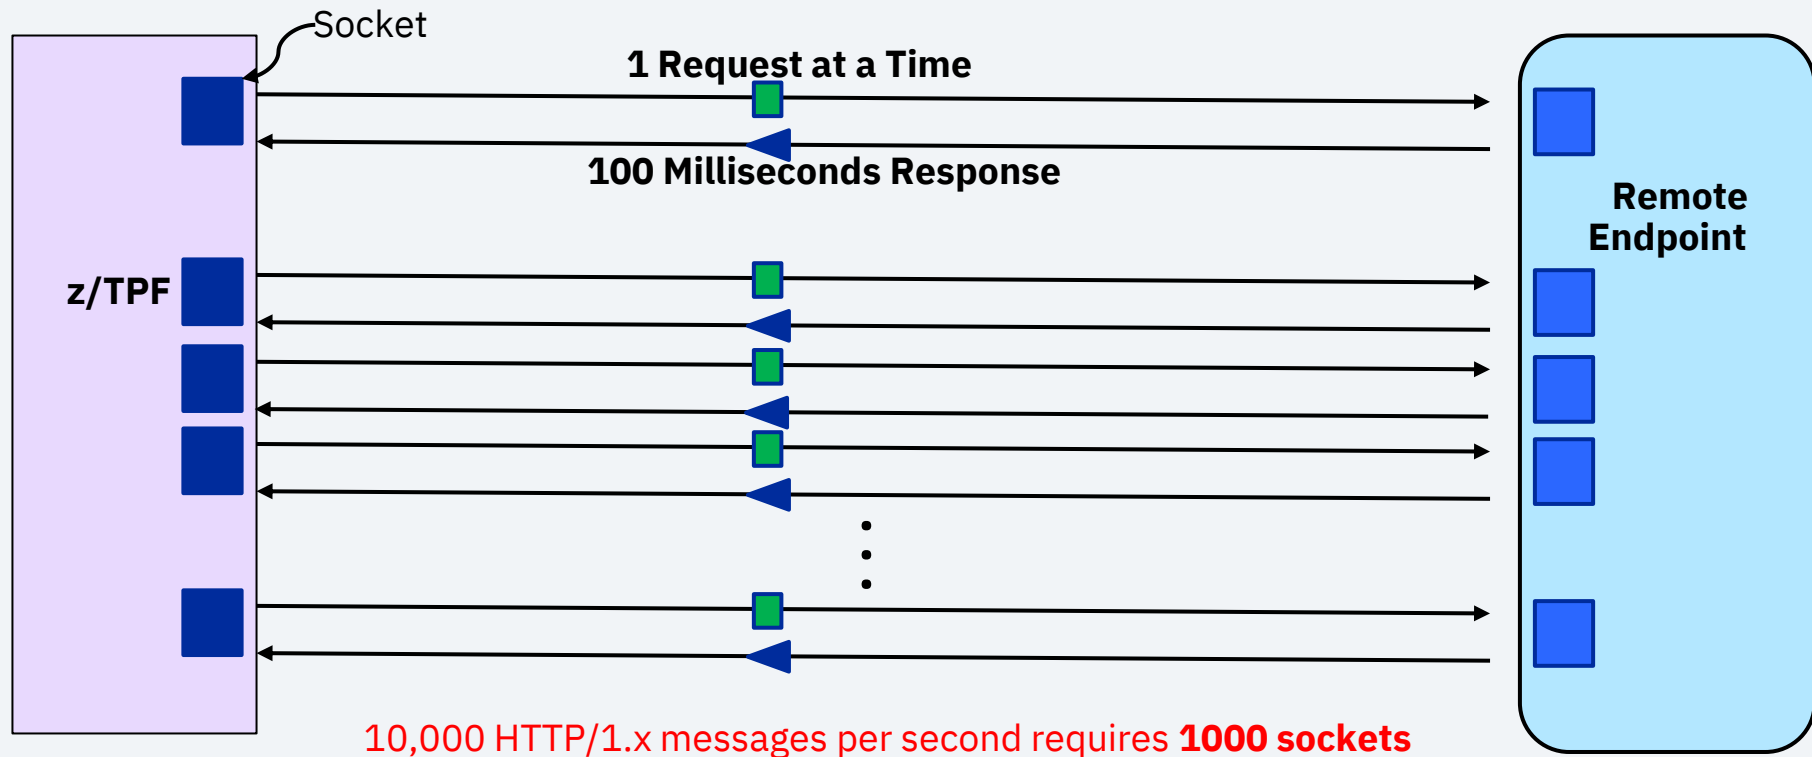 Socket
1 Request at a Time
100 Milliseconds Response
Remote
Endpoint
z/TPF
10,000 HTTP/1.x messages per second requires 1000 sockets